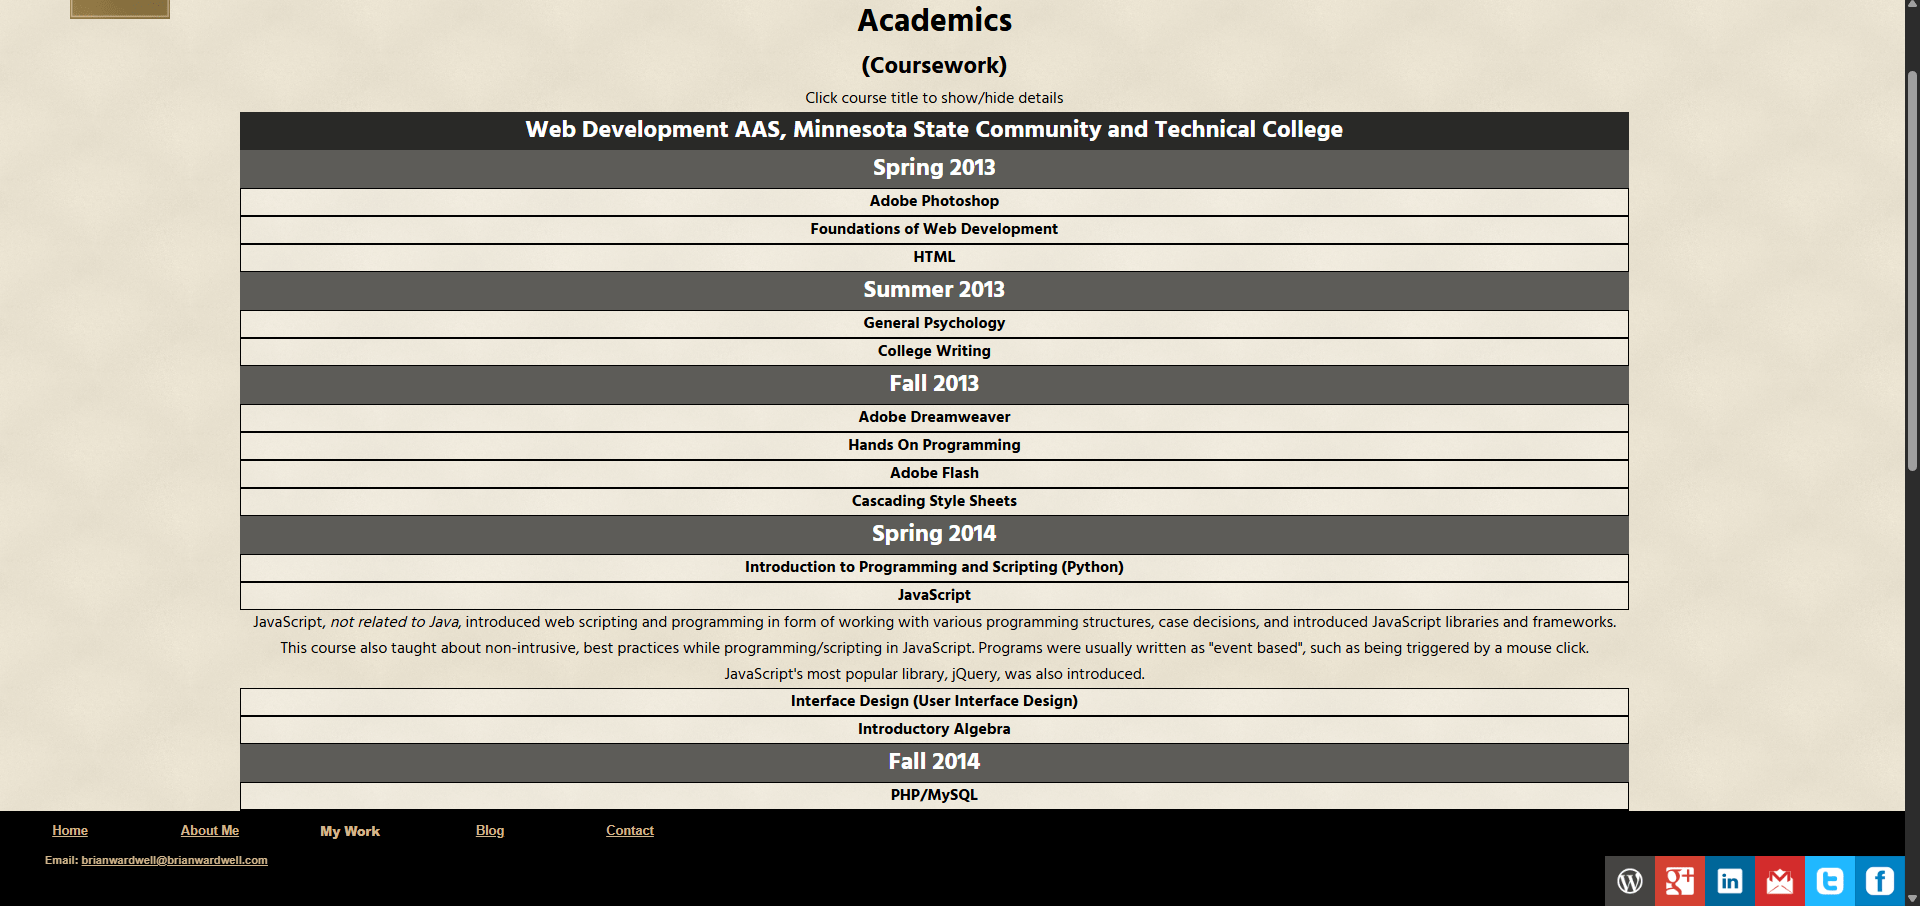 Academics
(Coursework)
Click course title to show/hide details
Web Development AAS, Minnesota State Community and Technical College
Spring 2013
Adobe Photoshop
Foundations of Web Development
HTML
Summer 2013
General Psychology
College Writing
Fall 2013
Adobe Dreamweaver
Hands On Programming
Adobe Flash
Cascading Style Sheets
Spring 2014
Introduction to Programming and Scripting (Python)
JavaScript
JavaScript, not related to Java, introduced web scripting and programming in form of working with various programming structures, case decisions, and introduced JavaScript libraries and frameworks.
This course also taught about non-intrusive, best practices while programming/scripting in JavaScript. Programs were usually written as "event based", such as being triggered by a mouse click.
JavaScript's most popular library, jQuery, was also introduced.
Interface Design (User Interface Design)
Introductory Algebra
Fall 2014
PHP/MySQL
Home About Me My Work Blog Contact
Email: brianwardwell@brianwardwell.com